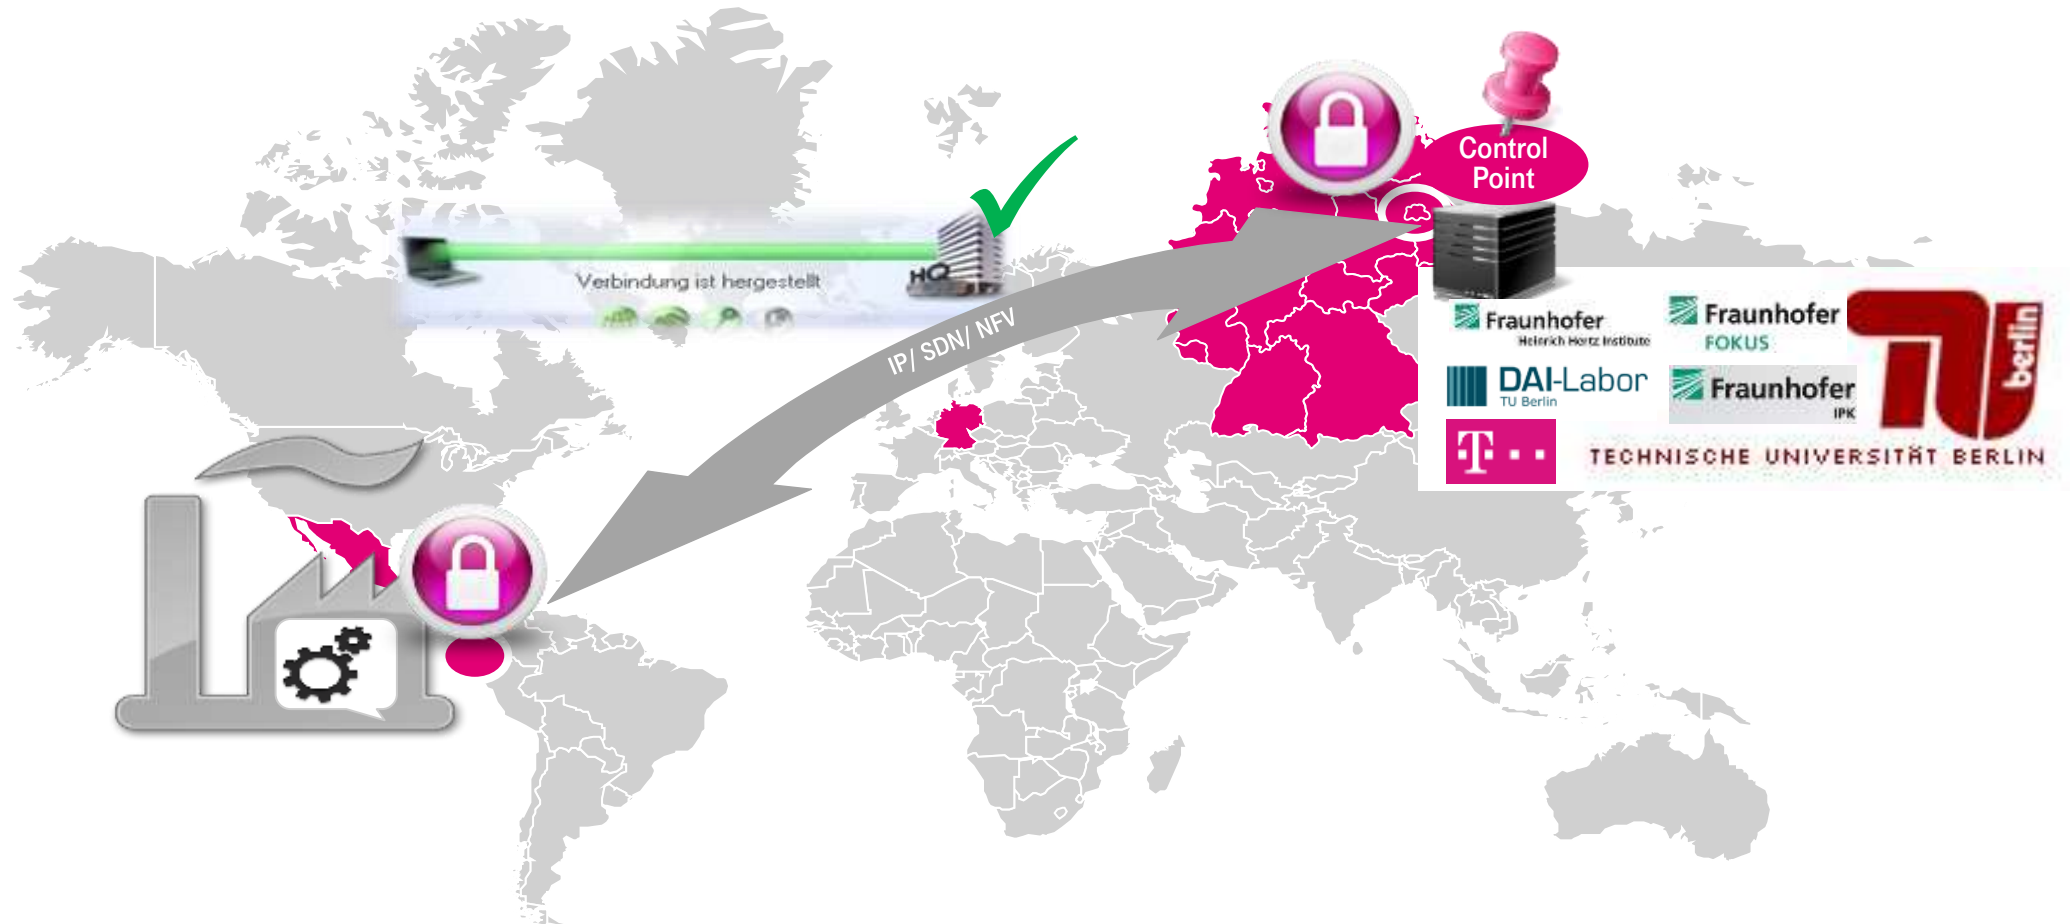 Control
Point
HQ
Verbindung ist hergestellt
IP/ SDN/ NFV
Fraunhofer
Heinrich Hertz Institute
Fraunhofer
FOKUS
berlin
TU
DAI-Labor
TU Berlin
Fraunhofer
IPK
T
TECHNISCHE UNIVERSITÄT BERLIN